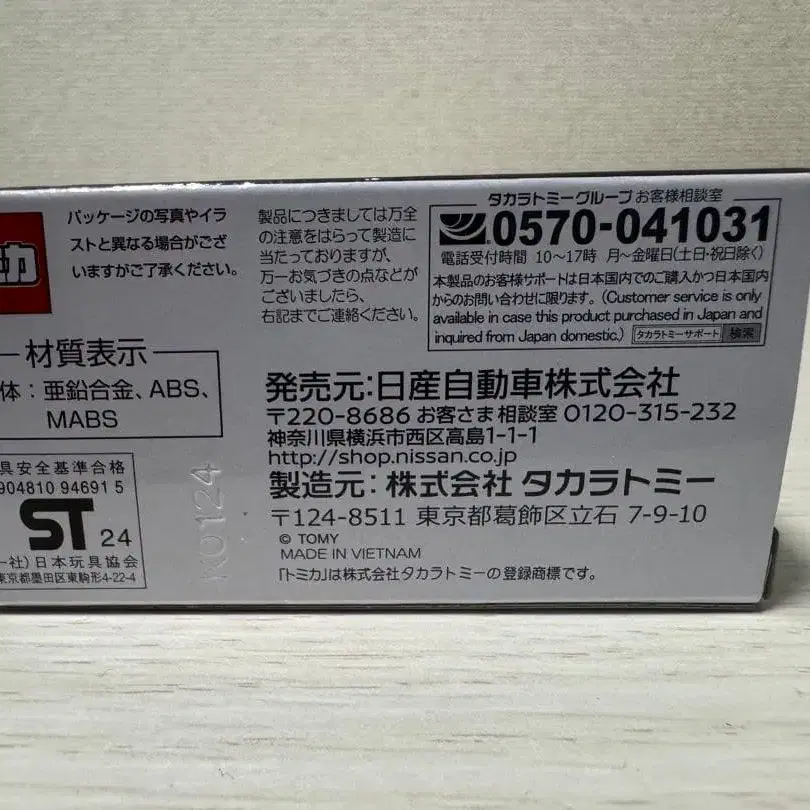 パッケージの写真やイラ
ストと異なる場合がござ
いますがご了承ください。
カ
材質表示
体：亜鉛合金、ABS、
MABS
具安全基準合格
904810 94691 5
ST 24
一社)日本玩具協会
東京都墨田区東駒形4-22-4
K0124
製品につきましては万全
の注意をはらって製造に
当たっておりますが、
万一お気づきの点などが
ございましたら、
右記までご連絡ください。
タカラトミーグループ お客様相談室
0570-041031
電話受付時間 10～17時 月～金曜日(土日・祝日除く)
本製品のお客様サポートは日本国内でのご購入かつ日本国内
からのお問い合わせに限ります。(Customer service is only
available in case this product purchased in Japan and
inquired from Japan domestic.) タカラトミーサポート 検索
発売元:日産自動車株式会社
〒220-8686 お客さま相談室 0120-315-232
神奈川県横浜市西区高島1-1-1
http://shop.nissan.co.jp
製造元: 株式会社 タカラトミー
〒124-8511 東京都葛飾区立石 7-9-10
© TOMY
MADE IN VIETNAM
「トミカ」は株式会社タカラトミーの登録商標です。